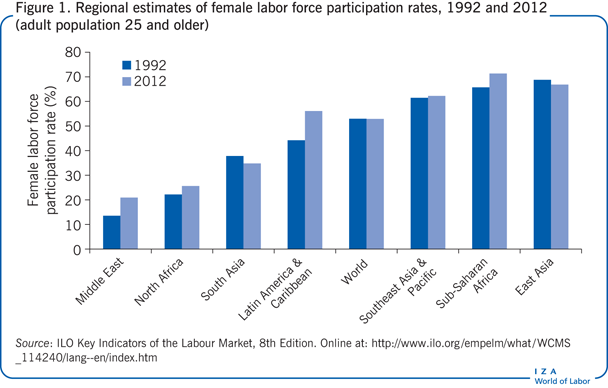 Figure 1. Regional estimates of female labor force participation rates, 1992 and 2012
(adult population 25 and older)
80
70
60
50
40
30
20
10
0
Female labor force
participation rate (%)
1992
2012
Middle East
North Africa
South Asia
Latin America &
Caribbean
World
Southeast Asia &
Pacific
Sub-Saharan
Africa
East Asia
Source: ILO Key Indicators of the Labour Market, 8th Edition. Online at: http://www.ilo.org/empelm/what/WCMS
_114240/lang--en/index.htm
I Z A
World of Labor